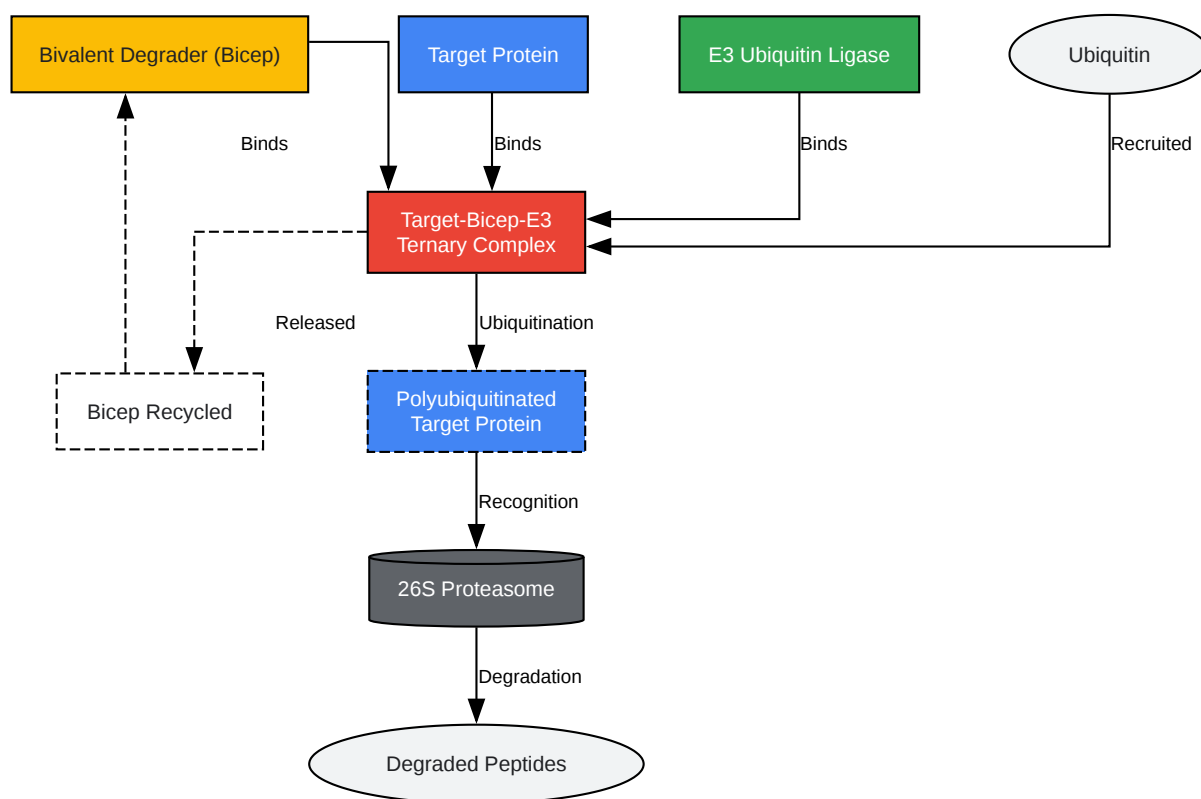 Bivalent Degrader (Bicep)
Target Protein
E3 Ubiquitin Ligase
Ubiquitin
Binds
Binds
Binds
Recruited
Target-Bicep-E3
Ternary Complex
Released
Ubiquitination
Bicep Recycled
Polyubiquitinated
Target Protein
Recognition
26S Proteasome
Degradation
Degraded Peptides